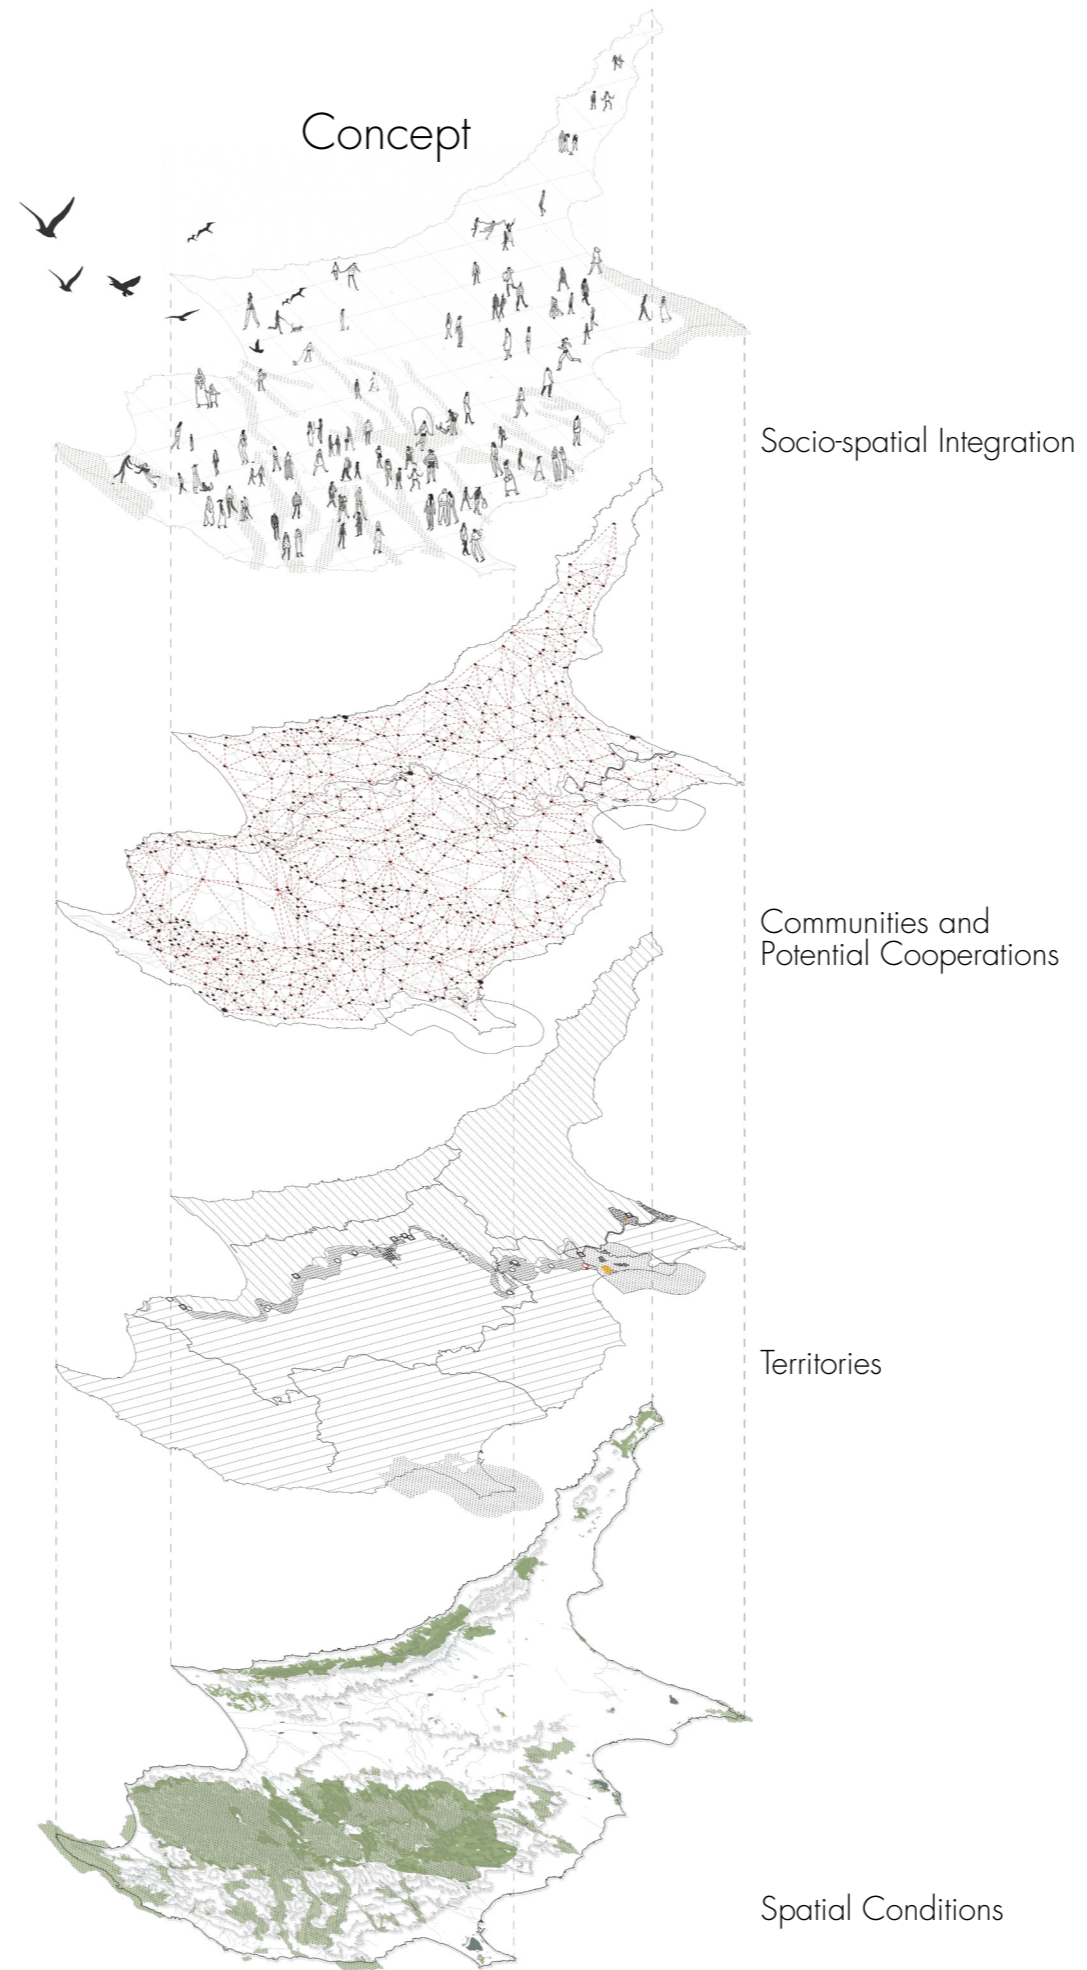 Concept
Socio-spatial Integration
Communities and
Potential Cooperations
Territories
Spatial Conditions